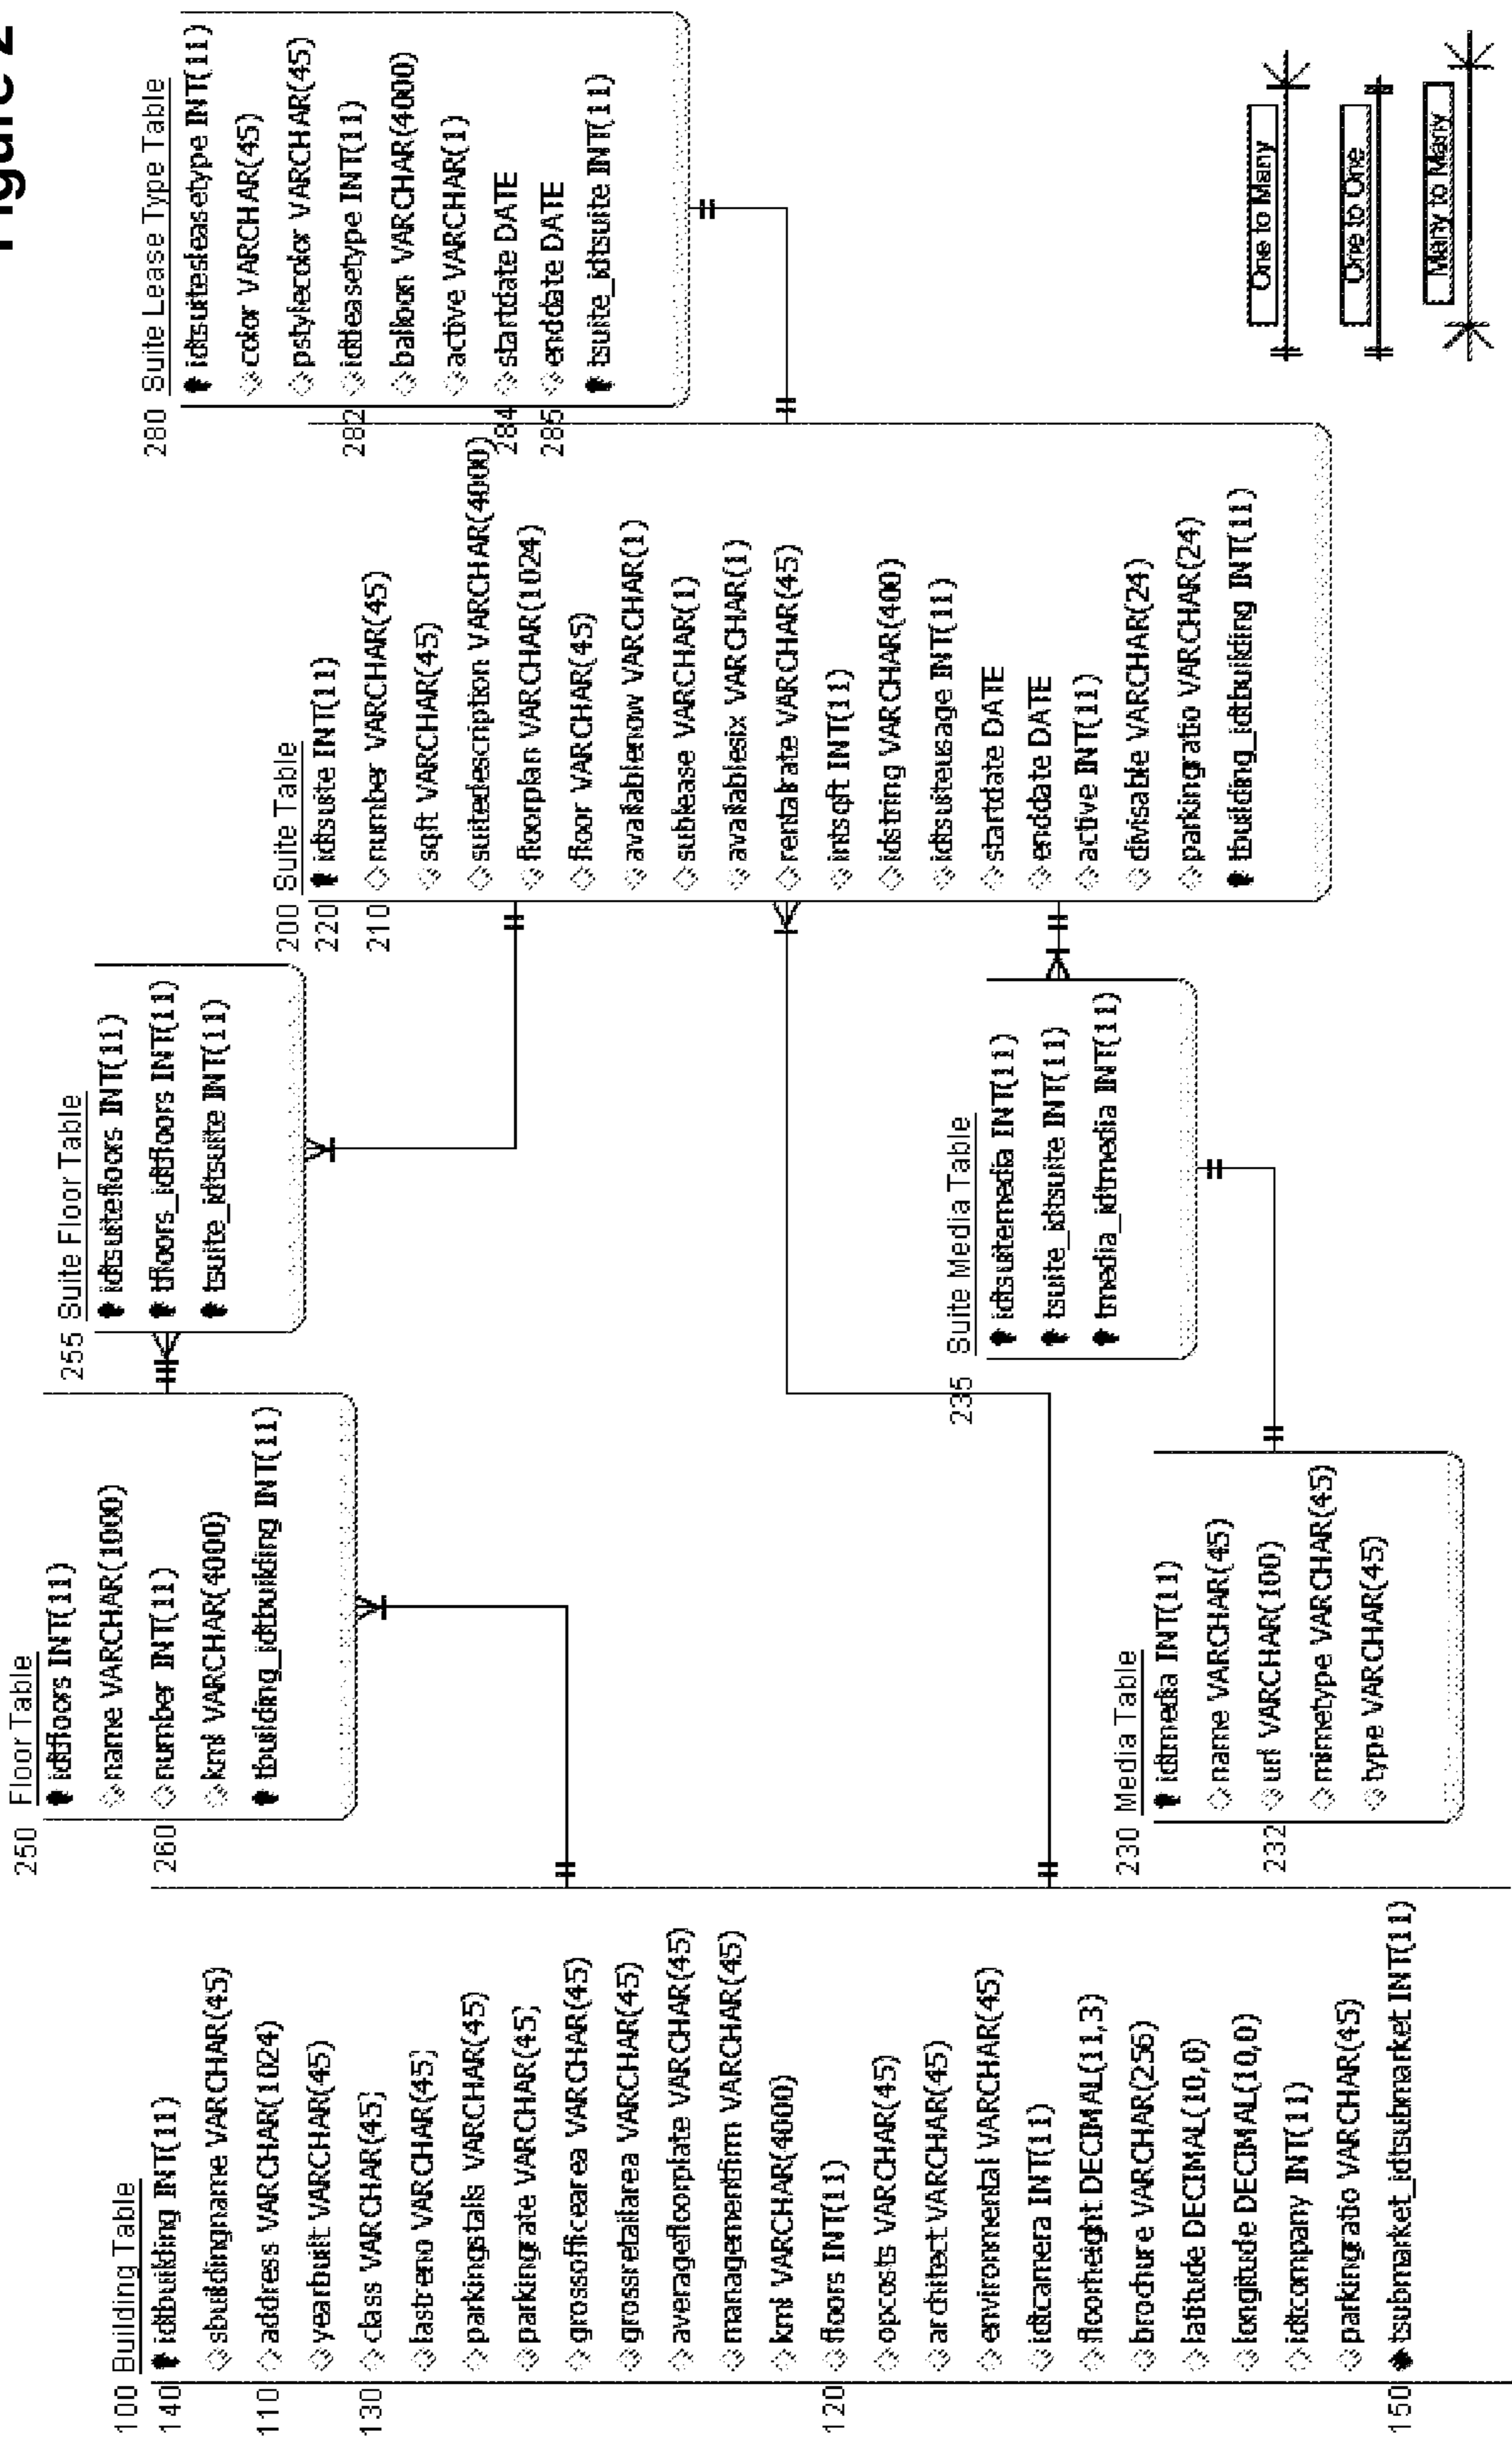 Figure 2
100 Building Table
140 idtbuilding INT(11)
sbuildingname VARCHAR(45)
110 address VARCHAR(1024)
yearbuilt VARCHAR(45)
130 class VARCHAR(45)
lastreno VARCHAR(45)
parkingstalls VARCHAR(45)
parkingrate VARCHAR(45)
grossofficearea VARCHAR(45)
grossretailarea VARCHAR(45)
averagefloorplate VARCHAR(45)
managementfirm VARCHAR(45)
kml VARCHAR(4000)
120 floors INT(11)
opcosts VARCHAR(45)
architect VARCHAR(45)
environmental VARCHAR(45)
idtcamera INT(11)
floorheight DECIMAL(11,3)
brochure VARCHAR(256)
latitude DECIMAL(10,0)
longitude DECIMAL(10,0)
idtcompany INT(11)
parkingratio VARCHAR(45)
150 tsubmarket_idtsubmarket INT(11)
250 Floor Table
idtfloors INT(11)
name VARCHAR(1000)
260 number INT(11)
kml VARCHAR(4000)
tbuilding_idtbuilding INT(11)
230 Media Table
idtmedia INT(11)
name VARCHAR(45)
232 url VARCHAR(100)
mimetype VARCHAR(45)
type VARCHAR(45)
255 Suite Floor Table
idtsuitefloors INT(11)
tfloors_idtfloors INT(11)
tsuite_idtsuite INT(11)
235 Suite Media Table
idtsuitemedia INT(11)
tsuite_idtsuite INT(11)
tmedia_idtmedia INT(11)
200 Suite Table
220 idtsuite INT(11)
210 number VARCHAR(45)
sqft VARCHAR(45)
suitedescription VARCHAR(4000)
floorplan VARCHAR(1024)
floor VARCHAR(45)
availablenow VARCHAR(1)
sublease VARCHAR(1)
availablesix VARCHAR(1)
rentalrate VARCHAR(45)
intsqft INT(11)
idstring VARCHAR(400)
idtsuiteusage INT(11)
startdate DATE
enddate DATE
active INT(11)
divisable VARCHAR(24)
parkingratio VARCHAR(24)
tbuilding_idtbuilding INT(11)
280 Suite Lease Type Table
idtsuitesleasetype INT(11)
color VARCHAR(45)
pstylecolor VARCHAR(45)
282 idtleasetype INT(11)
balloon VARCHAR(4000)
active VARCHAR(1)
284 startdate DATE
285 enddate DATE
tsuite_idtsuite INT(11)
One to Many
One to One
Many to Many